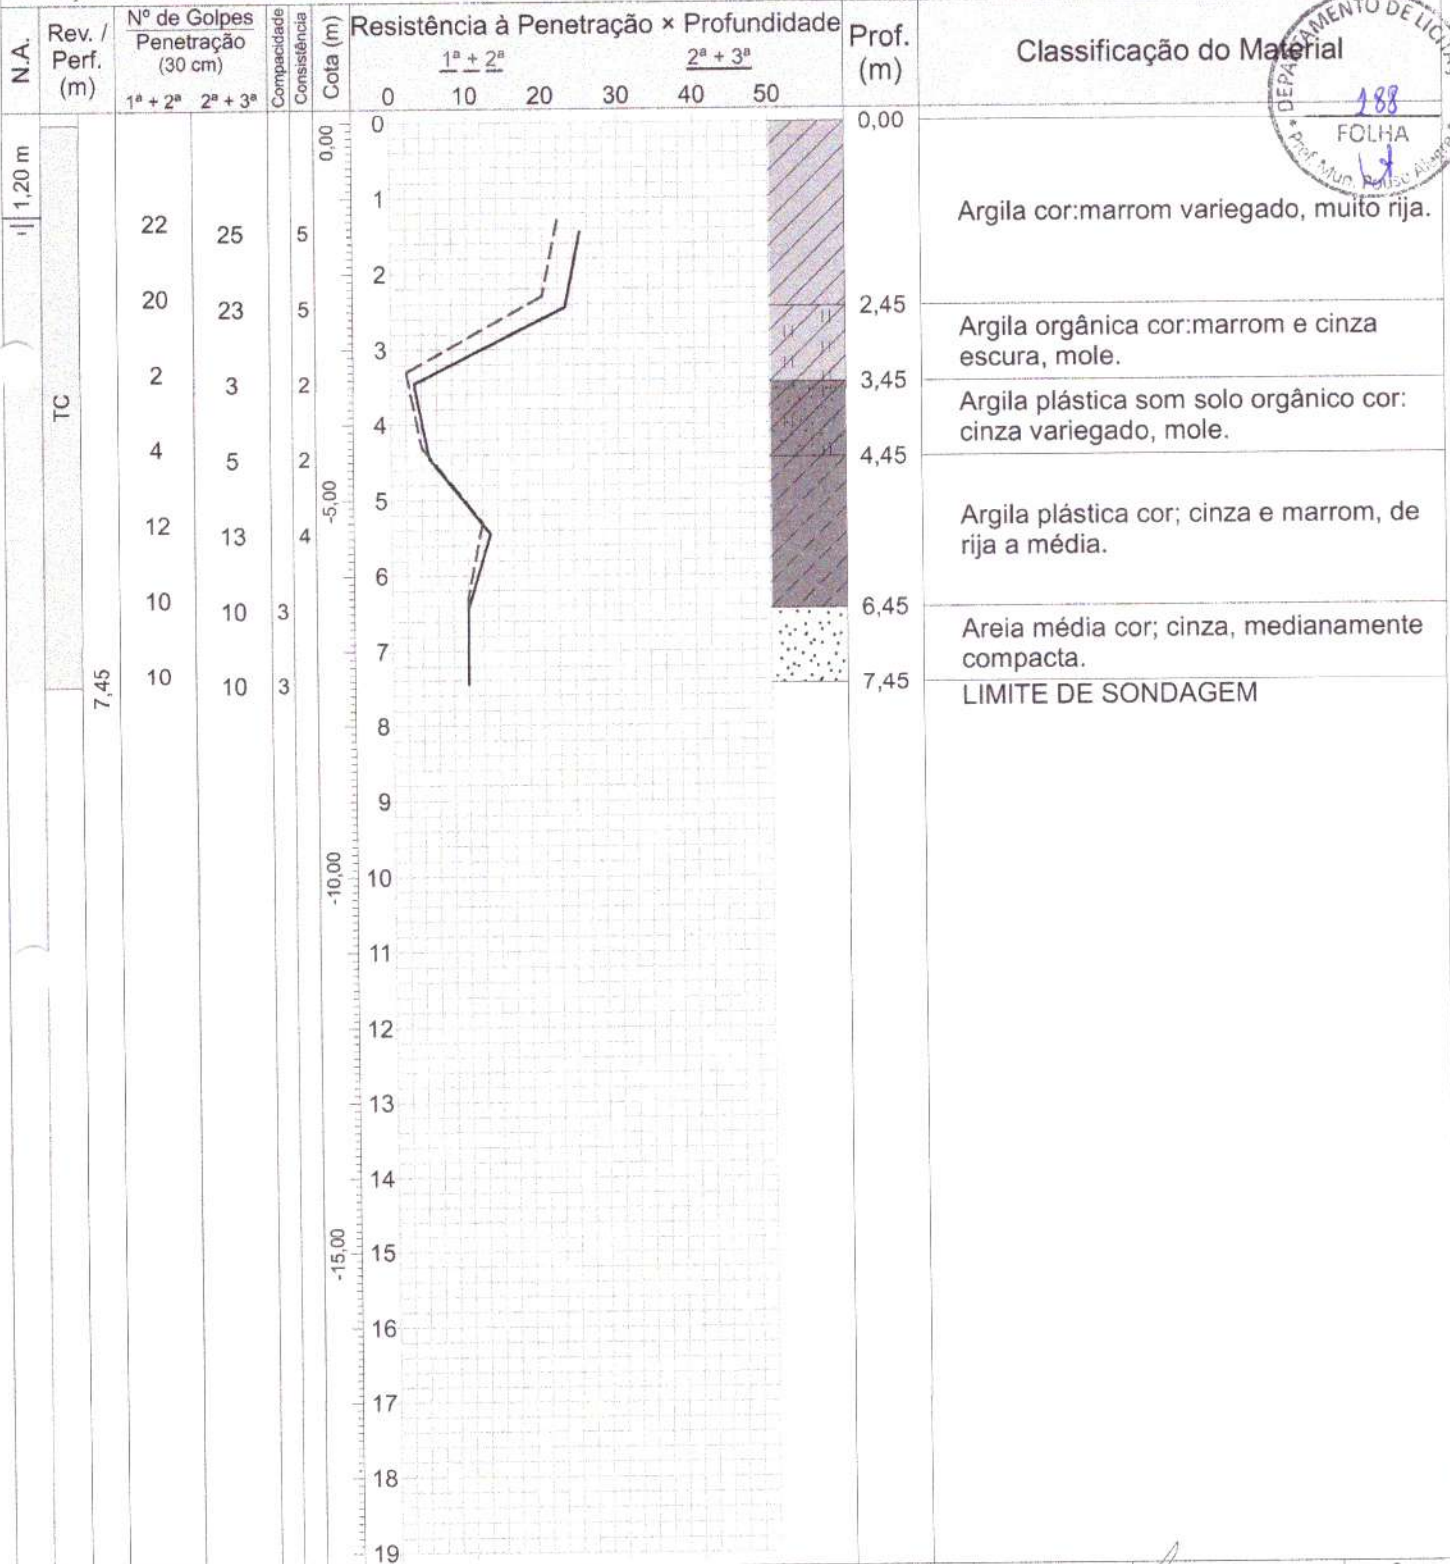 N.A.
Rev. /
Perf.
(m)
Nº de Golpes
Penetração
(30 cm)
1ª + 2ª 2ª + 3ª
Compacidade
Consistência
Cota (m)
Resistência à Penetração × Profundidade
1ª + 2ª 2ª + 3ª
0 10 20 30 40 50
Prof.
(m)
Classificação do Material
188
FOLHA
1,20 m
TC
7,45
22 25 5
20 23 5
2 3 2
4 5 2
12 13 4
10 10 3
10 10 3
0,00
-5,00
-10,00
-15,00
0
1
2
3
4
5
6
7
8
9
10
11
12
13
14
15
16
17
18
19
0,00
Argila cor:marrom variegado, muito rija.
2,45
Argila orgânica cor:marrom e cinza
escura, mole.
3,45
Argila plástica som solo orgânico cor:
cinza variegado, mole.
4,45
Argila plástica cor; cinza e marrom, de
rija a média.
6,45
Areia média cor; cinza, medianamente
compacta.
7,45
LIMITE DE SONDAGEM